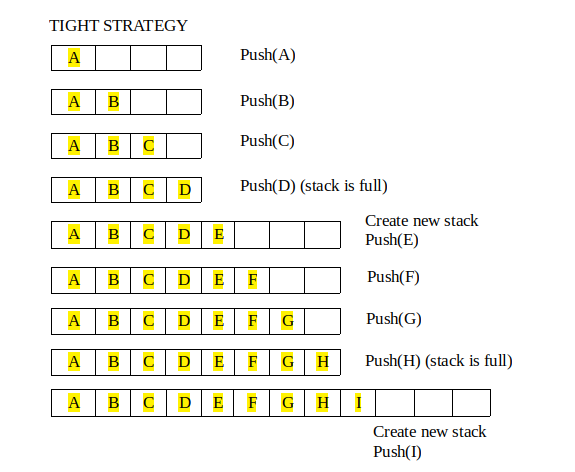 TIGHT STRATEGY
A Push(A)
A B Push(B)
A B C Push(C)
A B C D Push(D) (stack is full)
Create new stack
A B C D E Push(E)
A B C D E F Push(F)
A B C D E F G Push(G)
A B C D E F G H Push(H) (stack is full)
A B C D E F G H I
Create new stack
Push(I)